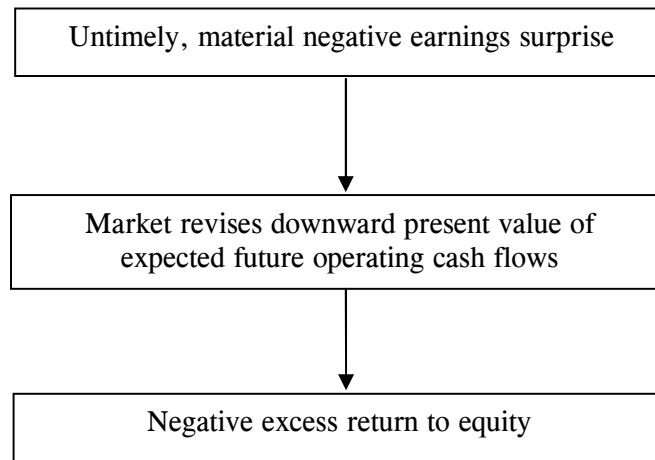 Untimely, material negative earnings surprise
Market revises downward present value of
expected future operating cash flows
Negative excess return to equity